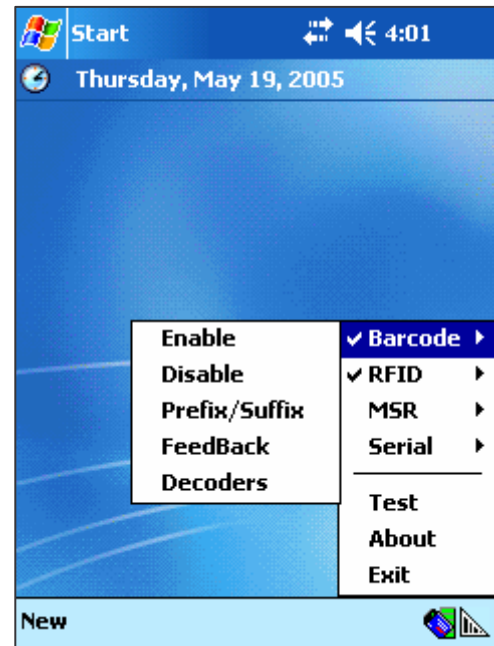 Start 4:01
Thursday, May 19, 2005
Enable
Disable
Prefix/Suffix
FeedBack
Decoders
Barcode
RFID
MSR
Serial
Test
About
Exit
New